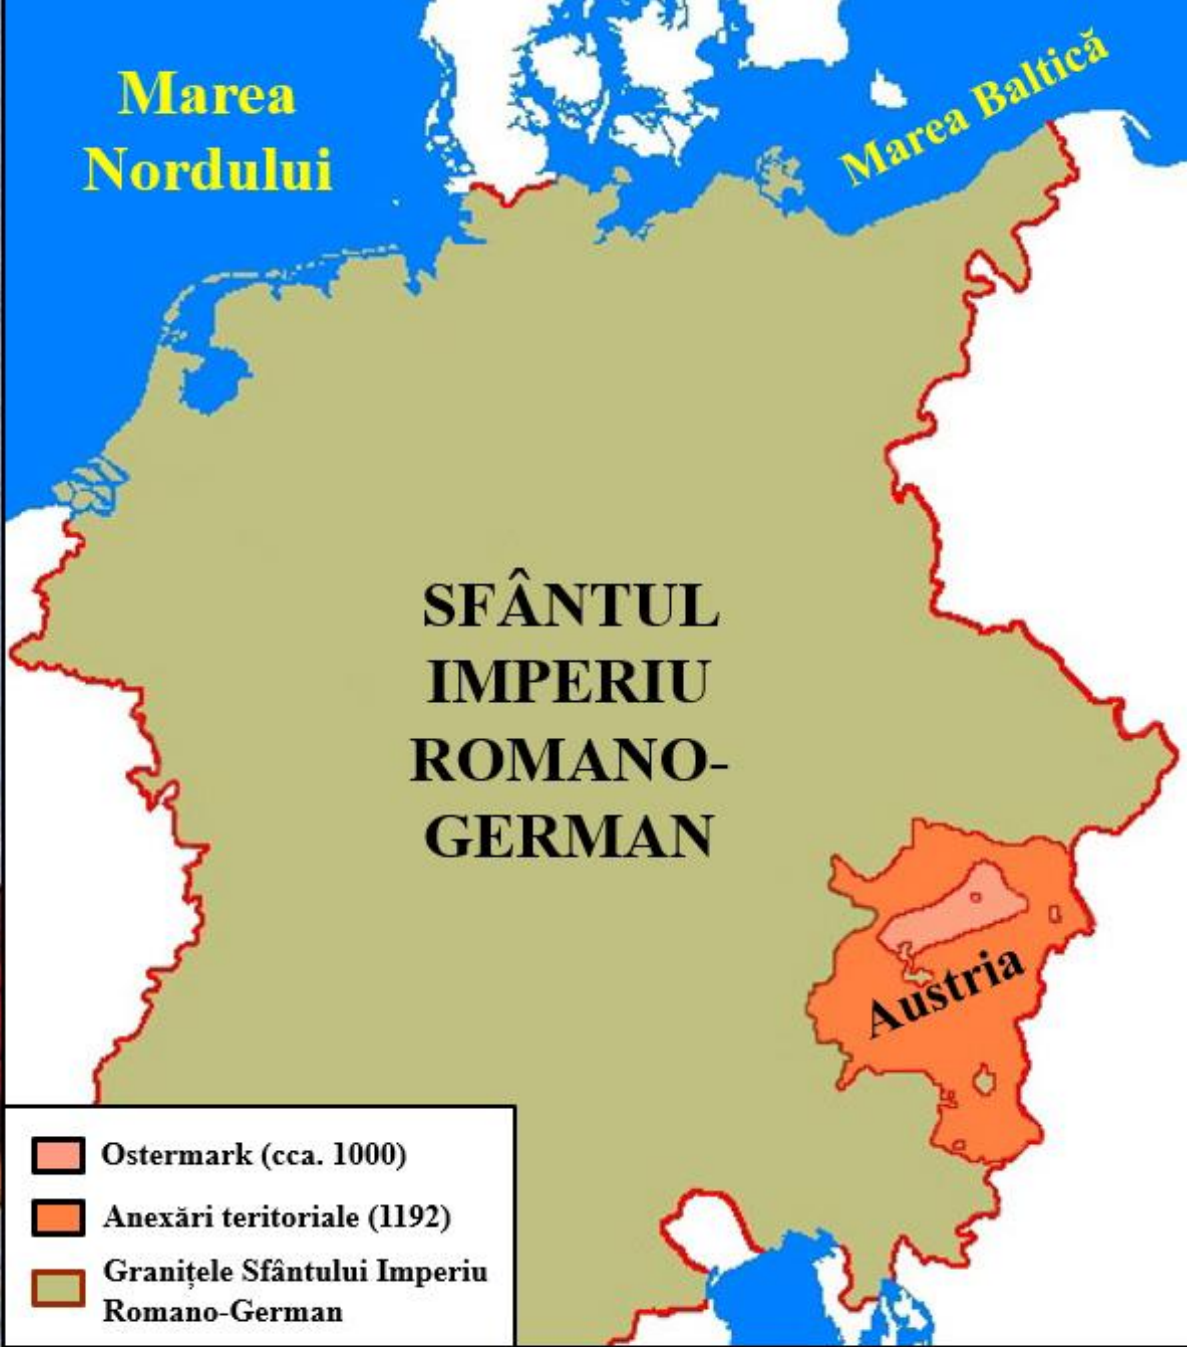 Marea
Nordului
Marea Baltică
SFÂNTUL
IMPERIU
ROMANO-
GERMAN
Austria
Ostermark (cca. 1000)
Anexări teritoriale (1192)
Granițele Sfântului Imperiu
Romano-German